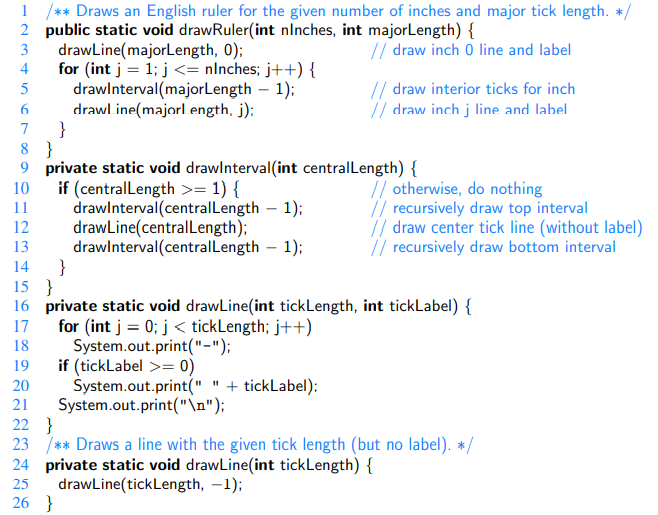 1 /** Draws an English ruler for the given number of inches and major tick length. */
2 public static void drawRuler(int nInches, int majorLength) {
3 drawLine(majorLength, 0); // draw inch 0 line and label
4 for (int j = 1; j <= nInches; j++) {
5 drawInterval(majorLength − 1); // draw interior ticks for inch
6 drawLine(majorLength, j); // draw inch j line and label
7 }
8 }
9 private static void drawInterval(int centralLength) {
10 if (centralLength >= 1) { // otherwise, do nothing
11 drawInterval(centralLength − 1); // recursively draw top interval
12 drawLine(centralLength); // draw center tick line (without label)
13 drawInterval(centralLength − 1); // recursively draw bottom interval
14 }
15 }
16 private static void drawLine(int tickLength, int tickLabel) {
17 for (int j = 0; j < tickLength; j++)
18 System.out.print("-");
19 if (tickLabel >= 0)
20 System.out.print(" " + tickLabel);
21 System.out.print("\n");
22 }
23 /** Draws a line with the given tick length (but no label). */
24 private static void drawLine(int tickLength) {
25 drawLine(tickLength, −1);
26 }